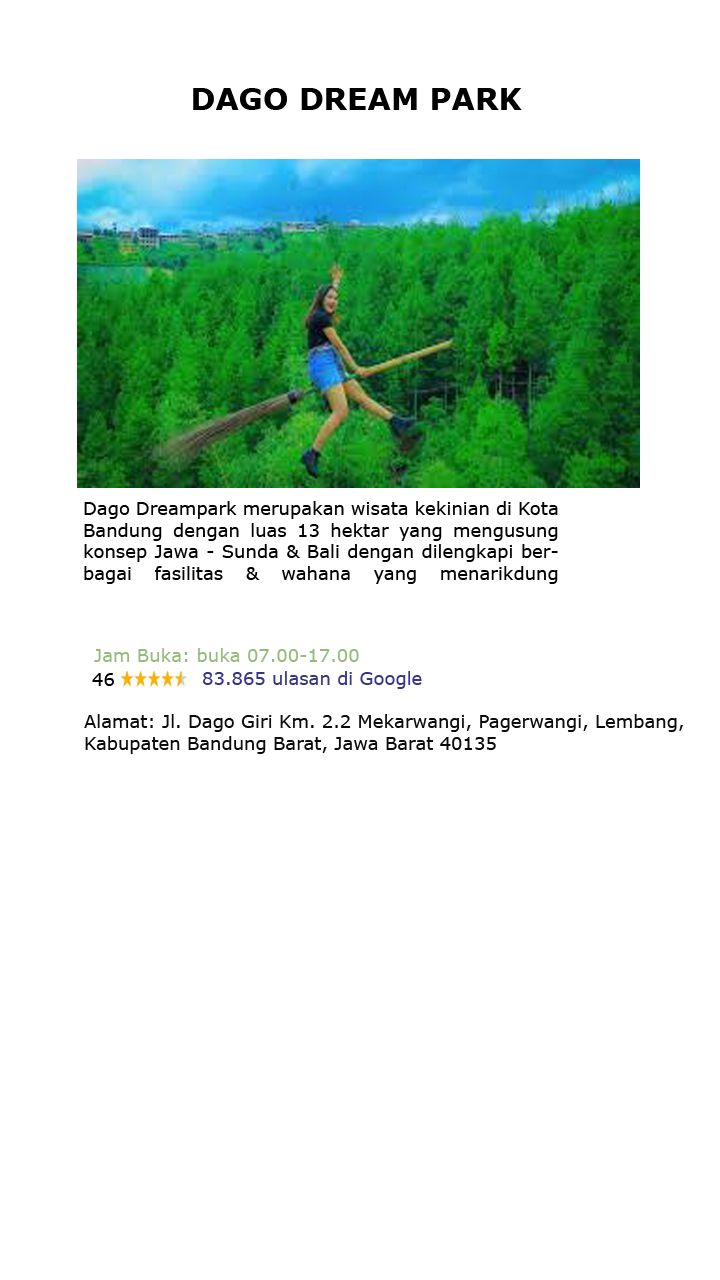 DAGO DREAM PARK
Dago Dreampark merupakan wisata kekinian di Kota
Bandung dengan luas 13 hektar yang mengusung
konsep Jawa - Sunda & Bali dengan dilengkapi ber-
bagai fasilitas & wahana yang menarikdung
Jam Buka: buka 07.00-17.00
46 83.865 ulasan di Google
Alamat: Jl. Dago Giri Km. 2.2 Mekarwangi, Pagerwangi, Lembang,
Kabupaten Bandung Barat, Jawa Barat 40135